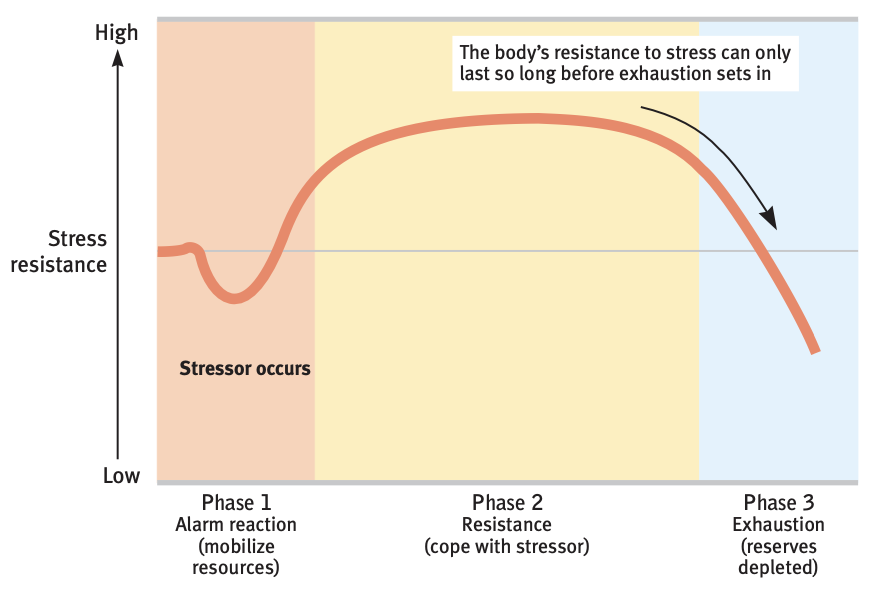 High
The body's resistance to stress can only
last so long before exhaustion sets in
Stress
resistance
Stressor occurs
Low
Phase 1
Alarm reaction
(mobilize
resources)
Phase 2
Resistance
(cope with stressor)
Phase 3
Exhaustion
(reserves
depleted)